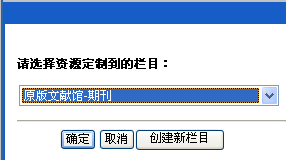 请选择资源定制到的栏目：
原版文献馆-期刊
确定 取消 创建新栏目